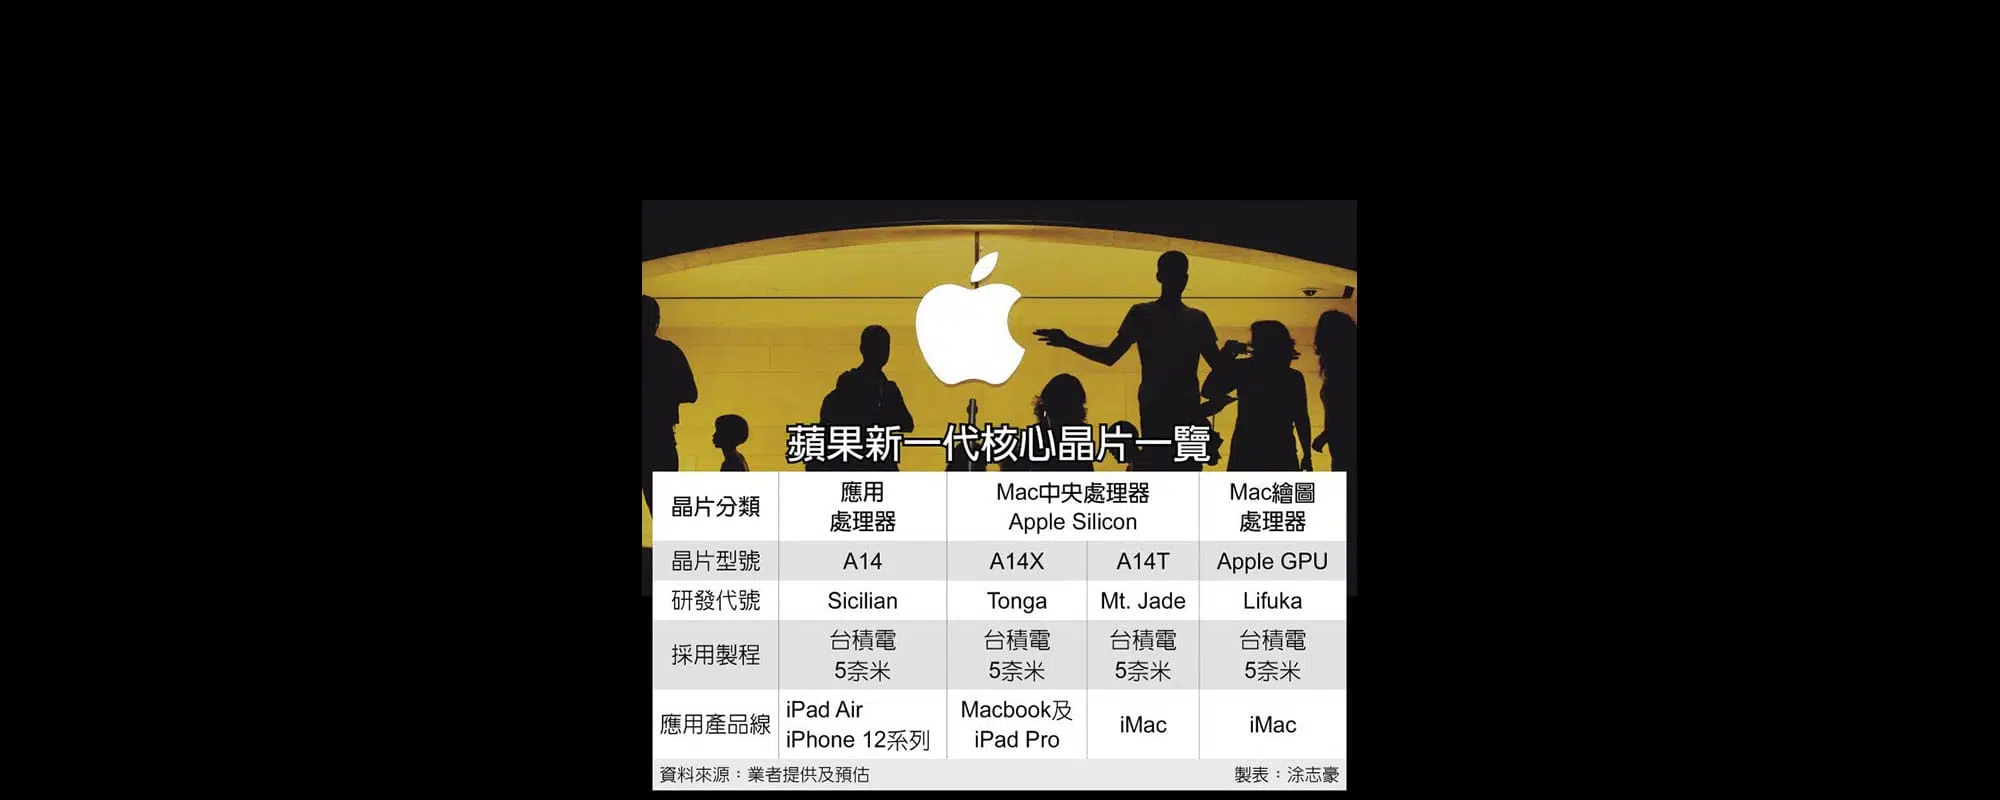 蘋果新一代核心晶片一覽
晶片分類
應用
處理器
Mac中央處理器
Apple Silicon
Mac繪圖
處理器
晶片型號
A14
A14X
A14T
Apple GPU
研發代號
Sicilian
Tonga
Mt. Jade
Lifuka
採用製程
台積電
5奈米
台積電
5奈米
台積電
5奈米
台積電
5奈米
應用產品線
iPad Air
iPhone 12系列
Macbook及
iPad Pro
iMac
iMac
資料來源：業者提供及預估
製表：涂志豪